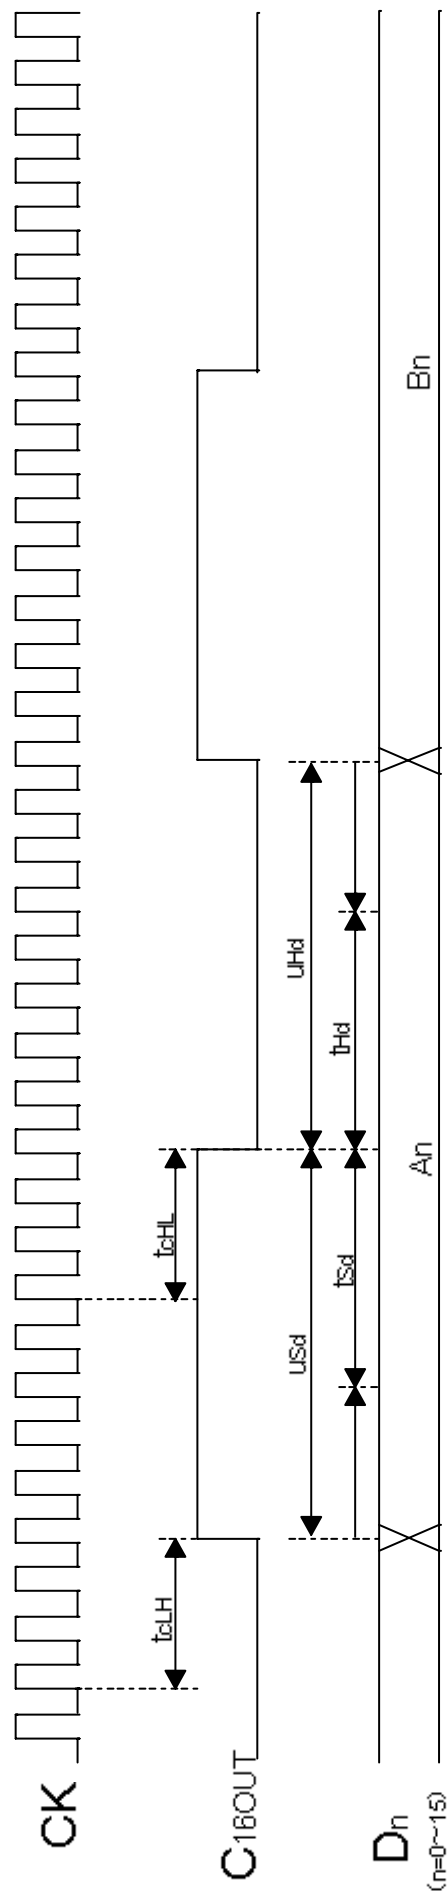 CK
tcLH
tcHL
C16OUT
uSd
uHd
tSd
tHd
Dn
(n=0~15)
An
Bn